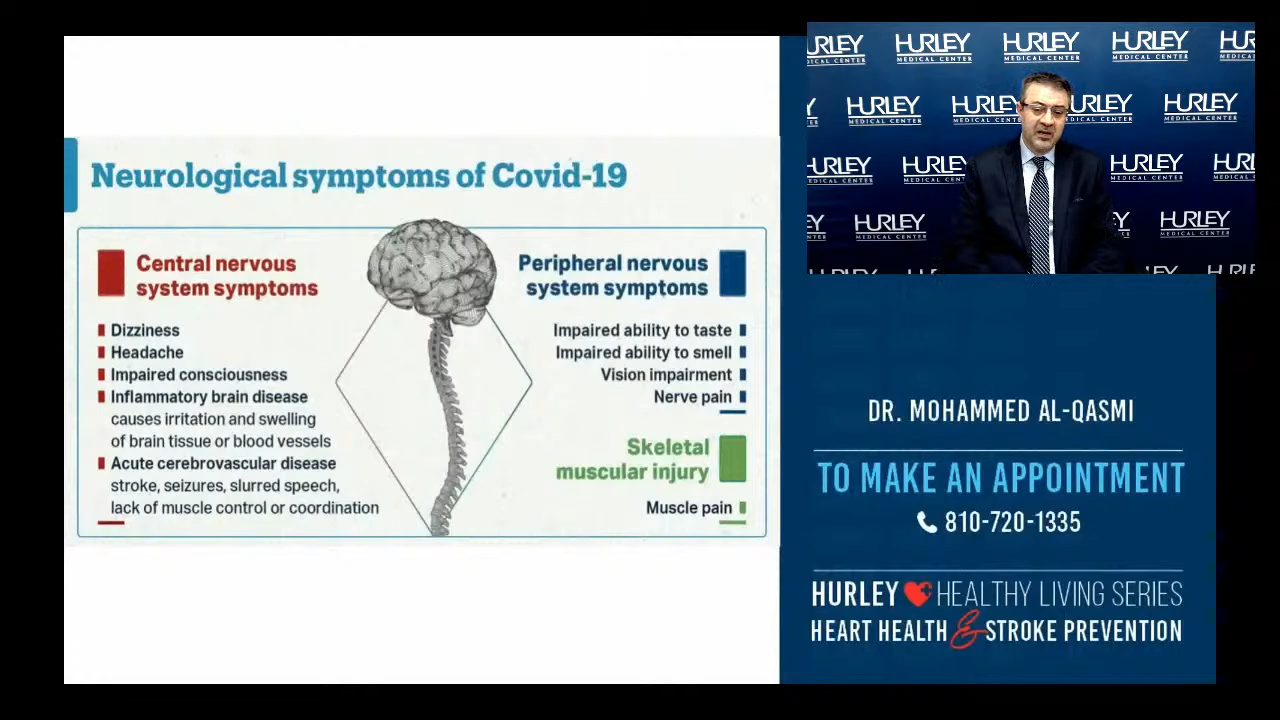 Neurological symptoms of Covid-19
Central nervous
system symptoms
Dizziness
Headache
Impaired consciousness
Inflammatory brain disease
causes irritation and swelling
of brain tissue or blood vessels
Acute cerebrovascular disease
stroke, seizures, slurred speech,
lack of muscle control or coordination
Peripheral nervous
system symptoms
Impaired ability to taste
Impaired ability to smell
Vision impairment
Nerve pain
Skeletal
muscular injury
Muscle pain
HURLEY
MEDICAL CENTER
DR. MOHAMMED AL-QASMI
TO MAKE AN APPOINTMENT
810-720-1335
HURLEY HEALTHY LIVING SERIES
HEART HEALTH & STROKE PREVENTION